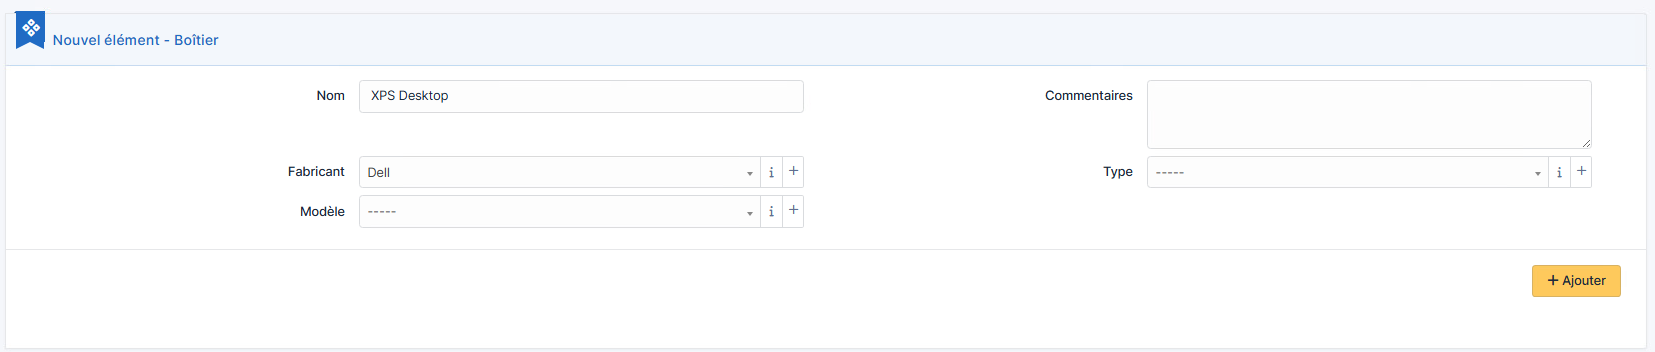 Nouvel élément - Boîtier
Nom
XPS Desktop
Commentaires
Fabricant
Dell
i
+
Type
-----
i
+
Modèle
-----
i
+
+ Ajouter